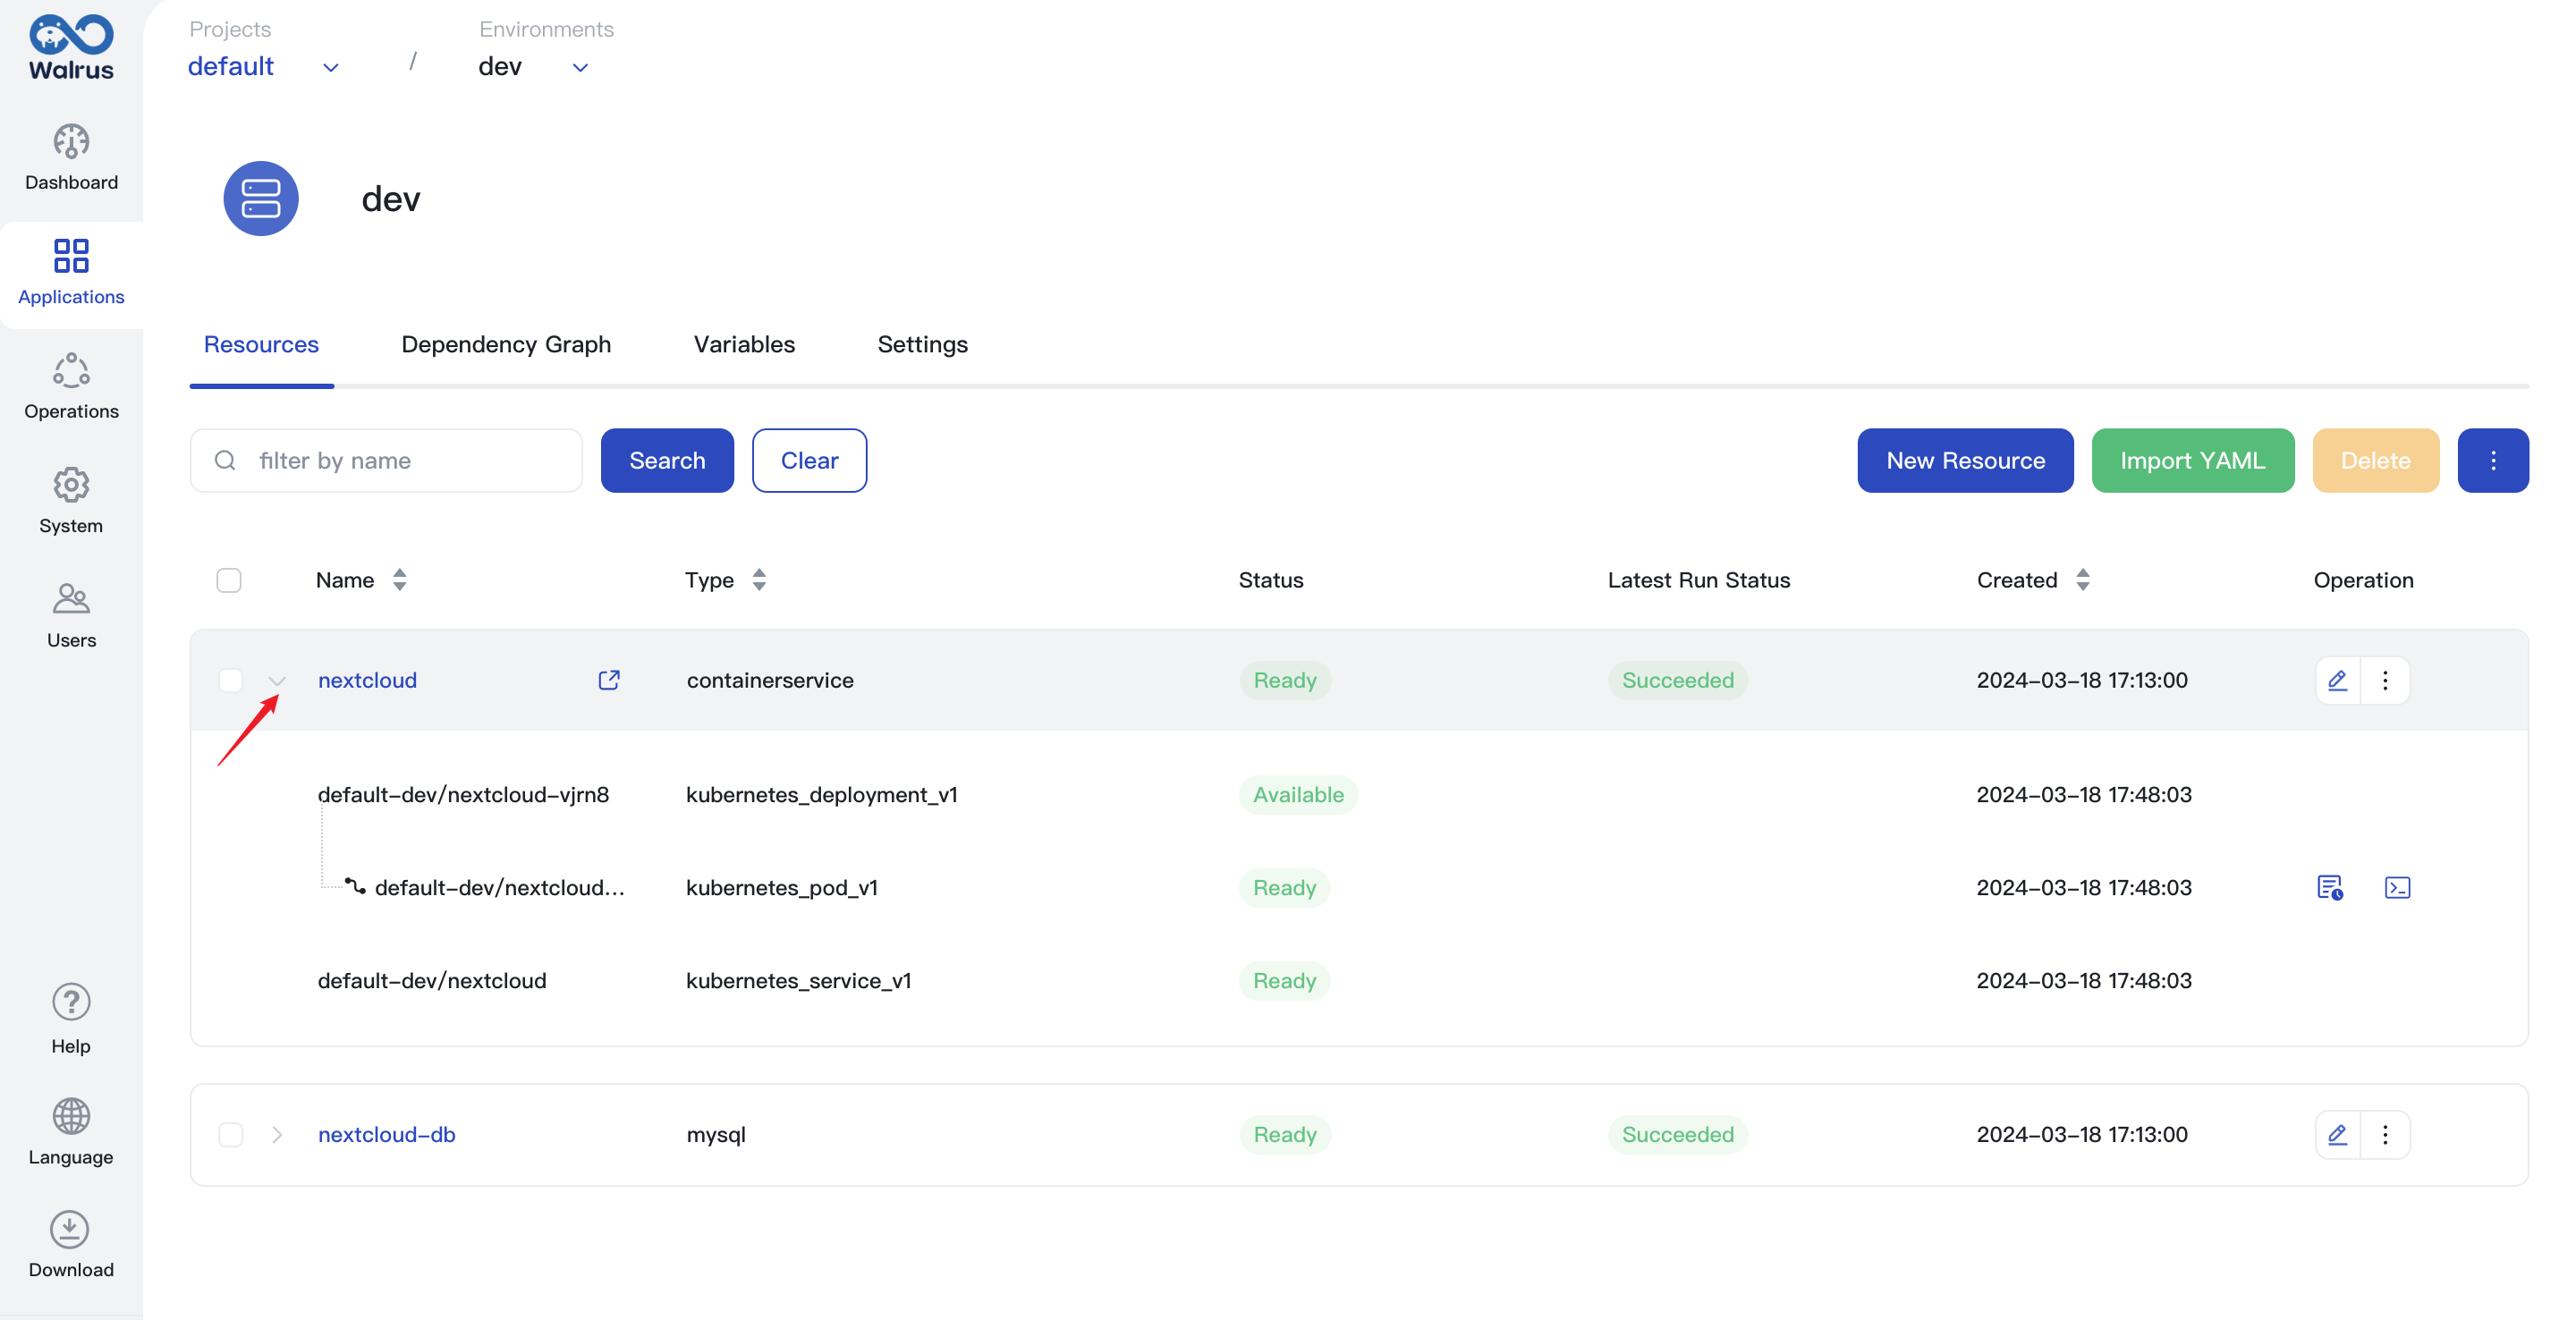 Walrus
Projects
Environments
default / dev
Dashboard
Applications
Operations
System
Users
Help
Language
Download
dev
Resources Dependency Graph Variables Settings
filter by name Search Clear New Resource Import YAML Delete
Name Type Status Latest Run Status Created Operation
nextcloud containerservice Ready Succeeded 2024-03-18 17:13:00
default-dev/nextcloud-vjrn8 kubernetes_deployment_v1 Available 2024-03-18 17:48:03
default-dev/nextcloud... kubernetes_pod_v1 Ready 2024-03-18 17:48:03
default-dev/nextcloud kubernetes_service_v1 Ready 2024-03-18 17:48:03
nextcloud-db mysql Ready Succeeded 2024-03-18 17:13:00